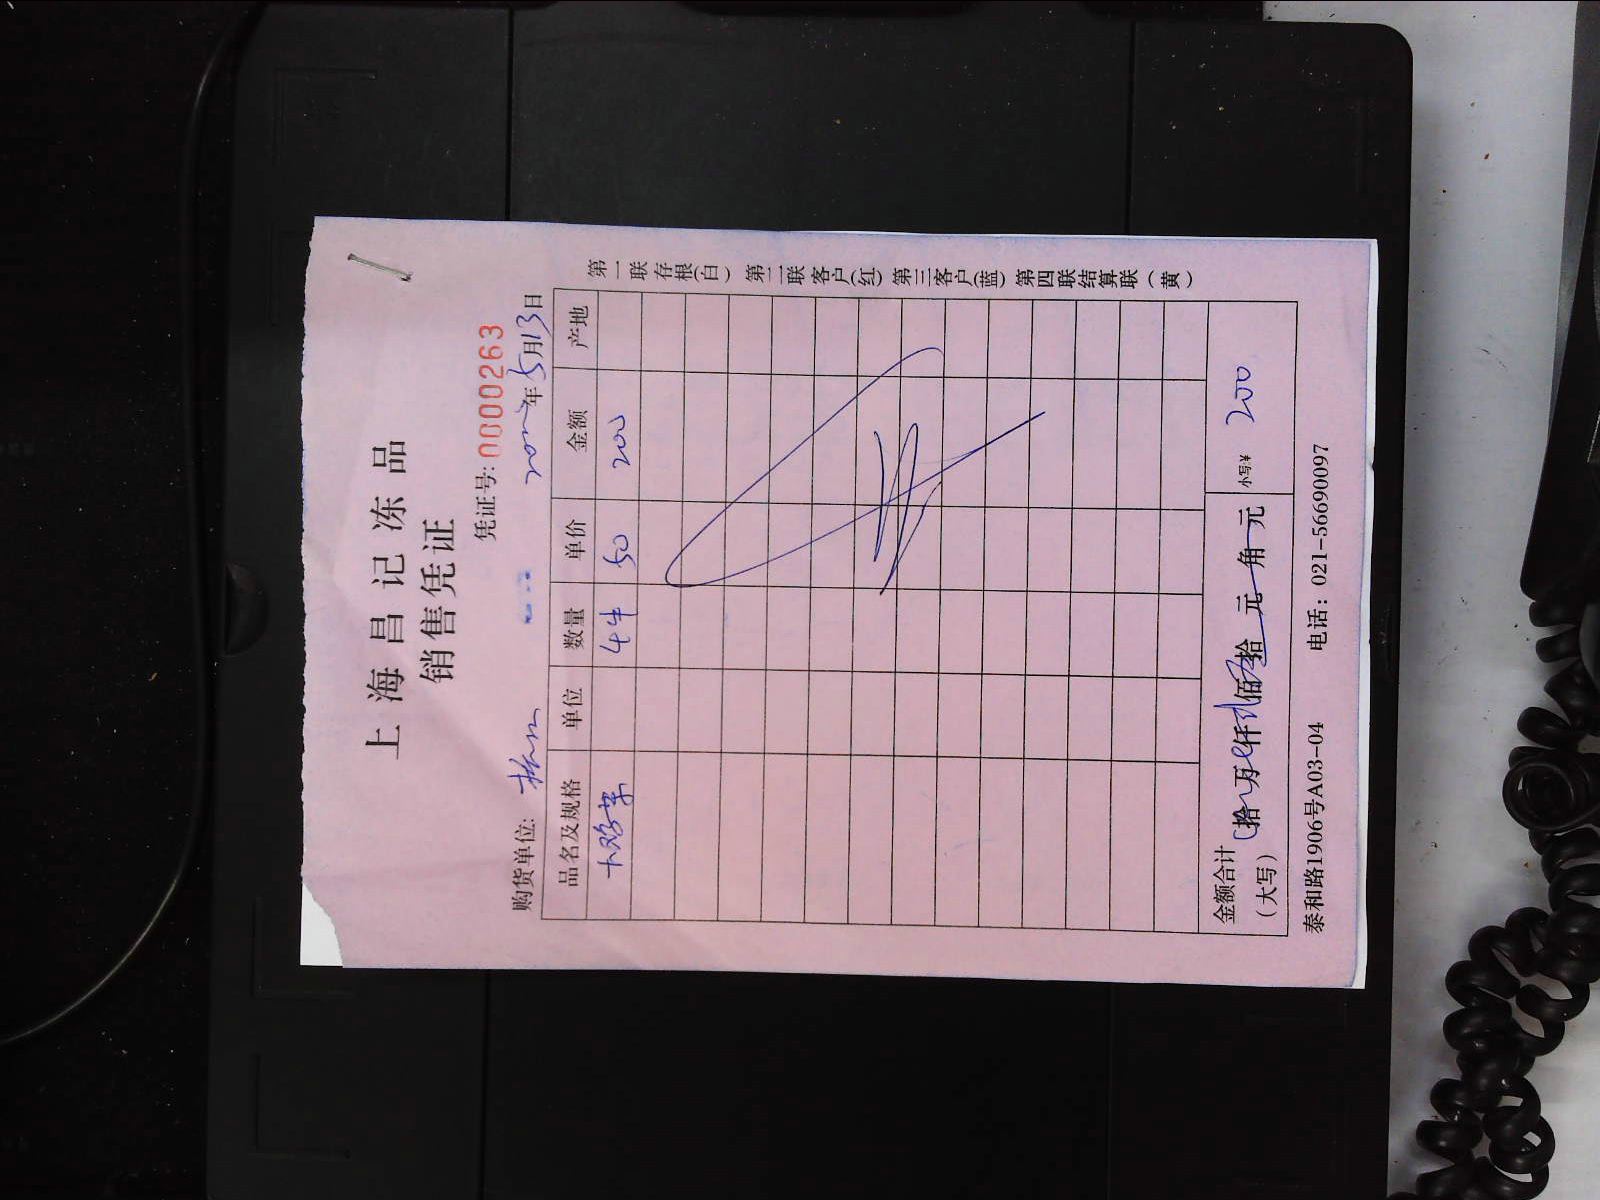 上海昌记冻品
销售凭证
凭证号: 0000263
购货单位: 年5月13日
品名及规格 单位 数量 单价 金额 产地
4件 50 200
金额合计(大写) 拾 万 仟 佰 拾 元 角 元 小写:¥ 200
泰和路1906号A03-04 电话: 021-56690097
第一联存根(白) 第二联客户(红) 第三客户(蓝) 第四联结算联(黄)